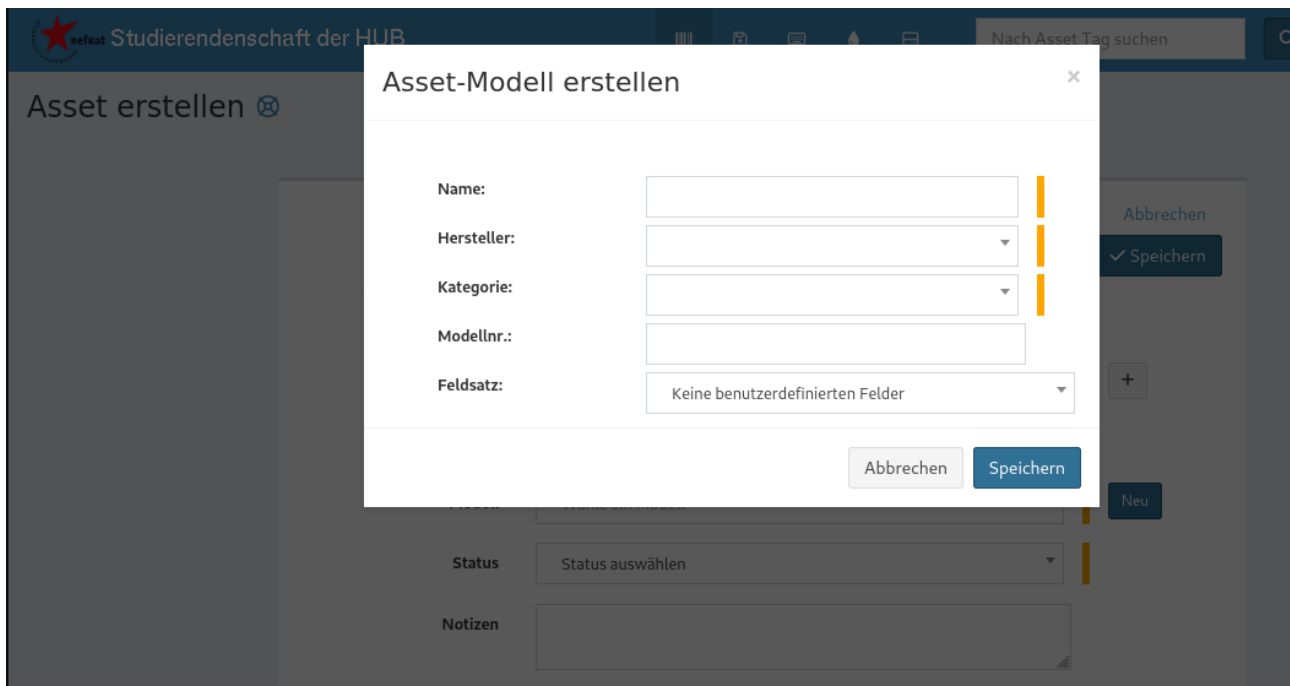 RefRat Studierendenschaft der HUB
Nach Asset Tag suchen
Asset erstellen
Asset-Modell erstellen
×
Name:
Hersteller:
Kategorie:
Modellnr.:
Feldsatz:
Keine benutzerdefinierten Felder
Abbrechen
Speichern
Abbrechen
Speichern
+
Neu
Status
Status auswählen
Notizen